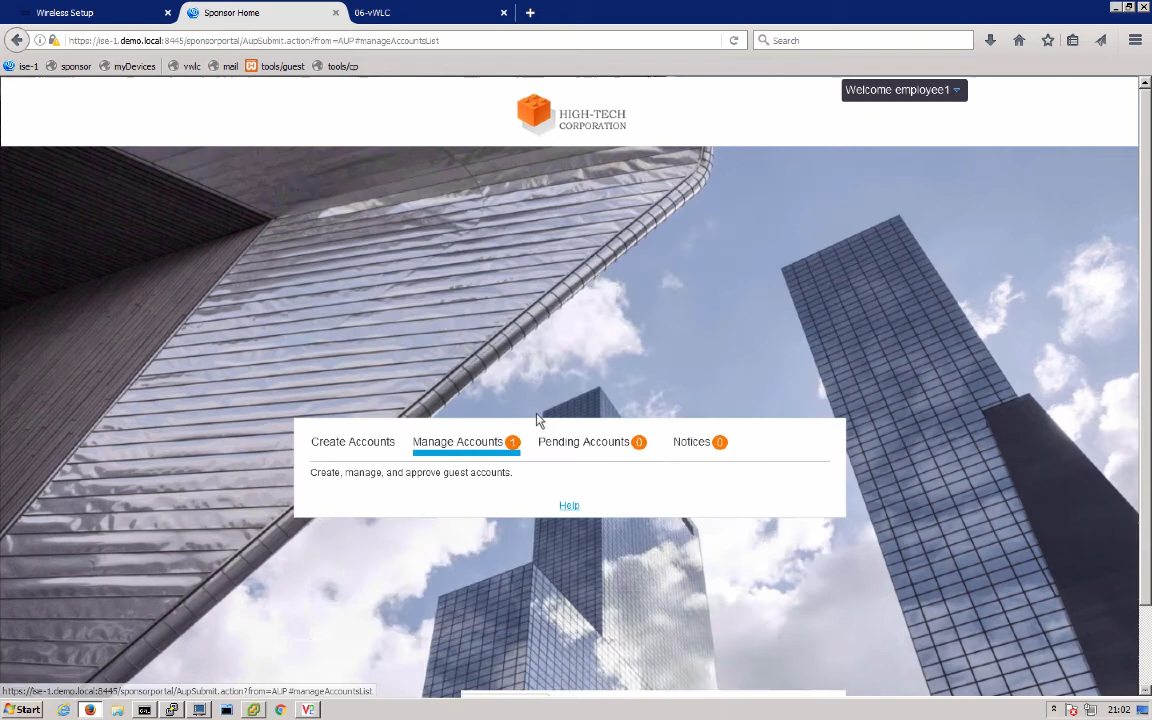 Wireless Setup × Sponsor Home × 06-vWLC × +
https://ise-1.demo.local:8445/sponsorportal/AupSubmit.action?from=AUP#manageAccountsList Search
ise-1 sponsor myDevices vwlc mail tools/guest tools/cp
Welcome employee1
HIGH-TECH
CORPORATION
Create Accounts Manage Accounts 1 Pending Accounts 0 Notices 0
Create, manage, and approve guest accounts.
Help
https://ise-1.demo.local:8445/sponsorportal/AupSubmit.action?from=AUP#manageAccountsList
Start 21:02